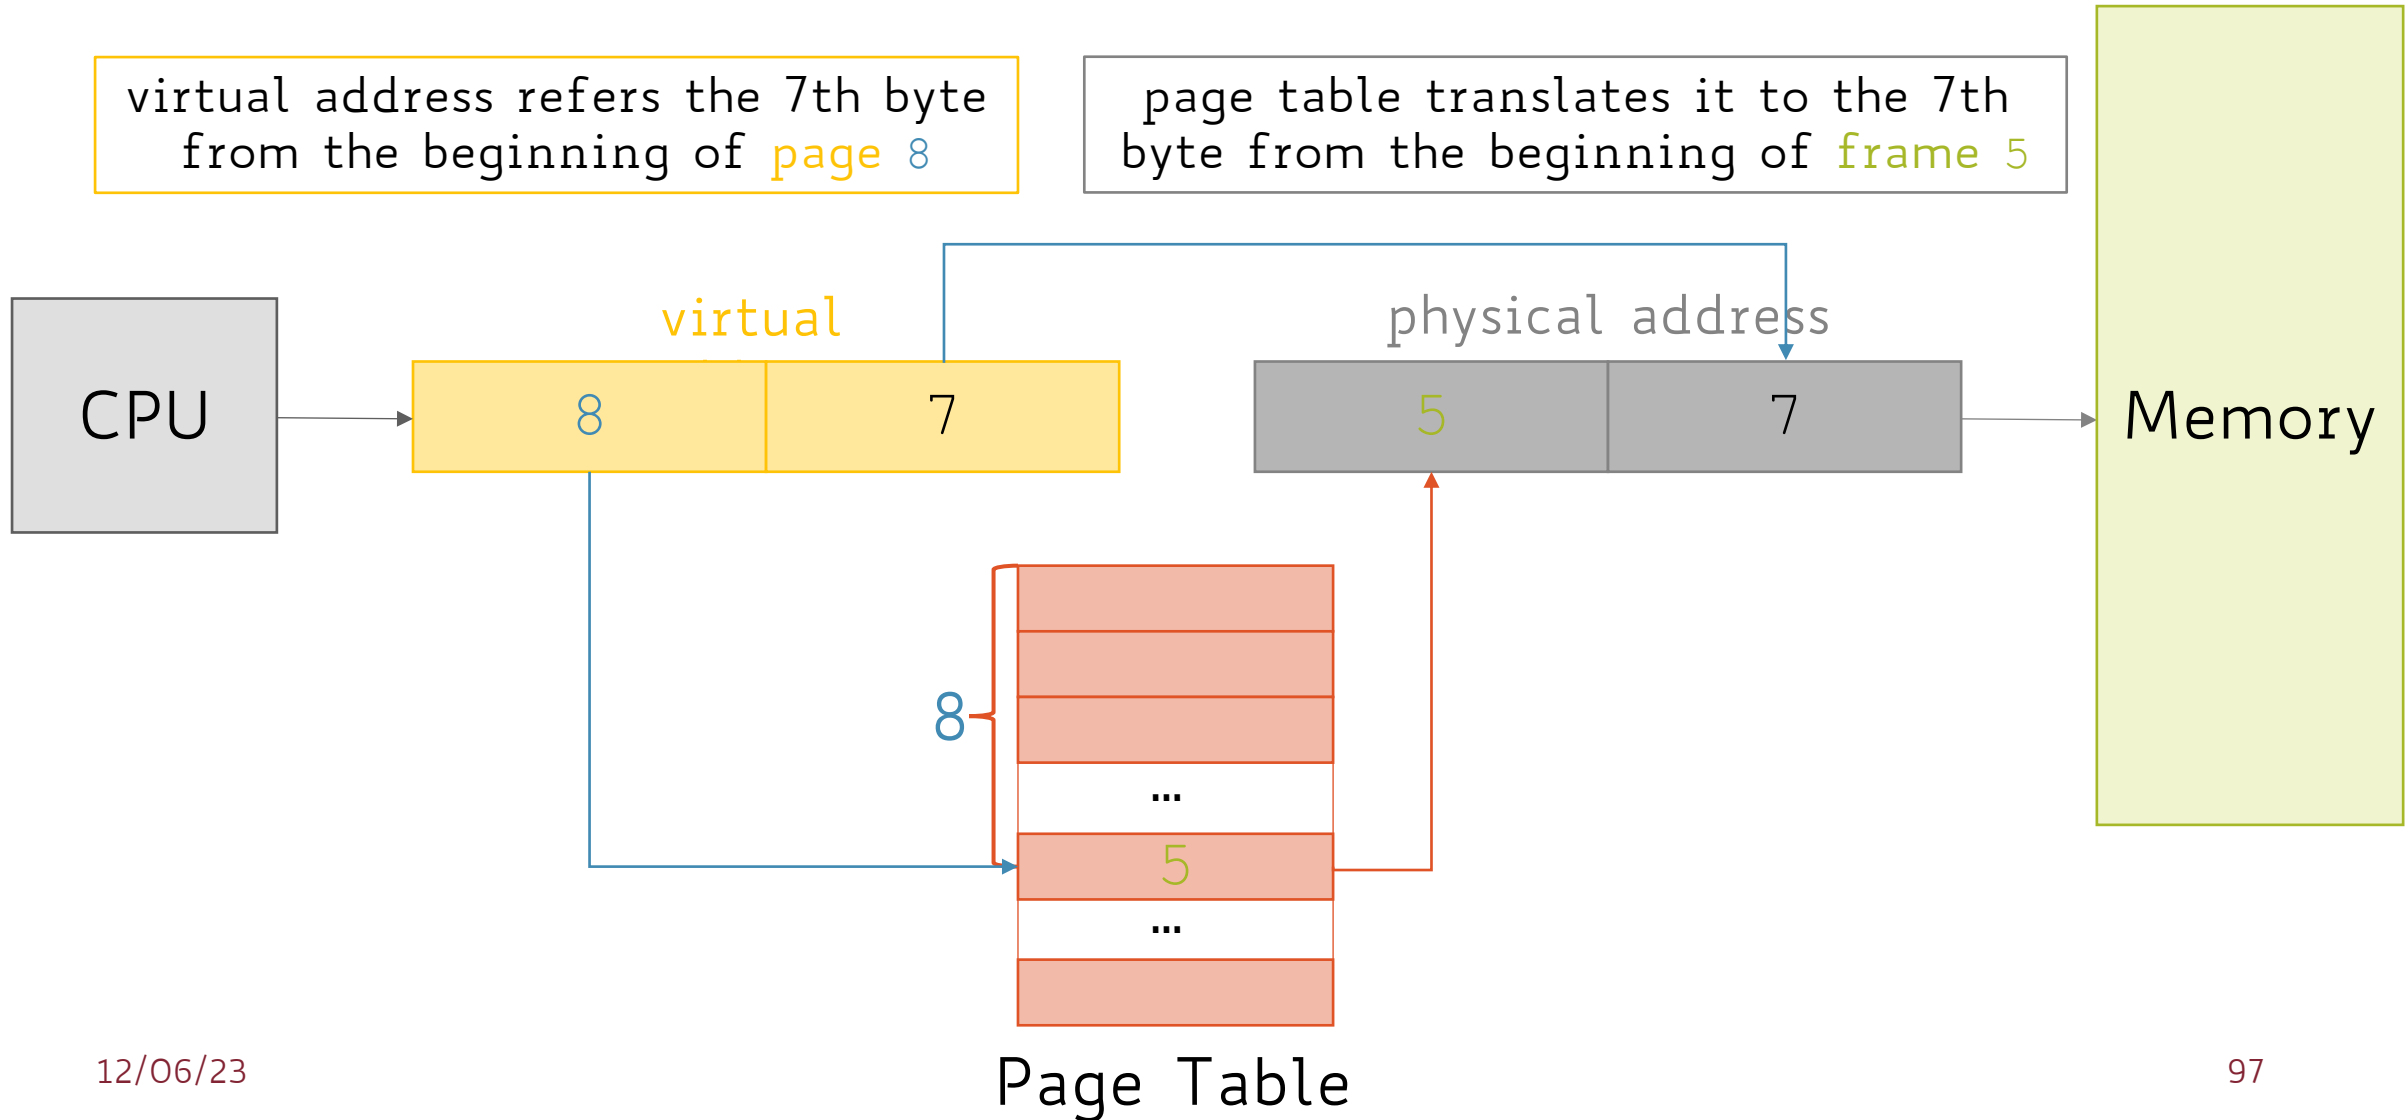 virtual address refers the 7th byte
from the beginning of page 8
page table translates it to the 7th
byte from the beginning of frame 5
virtual
physical address
CPU
8
7
5
7
Memory
8
...
5
...
Page Table
12/06/23
97